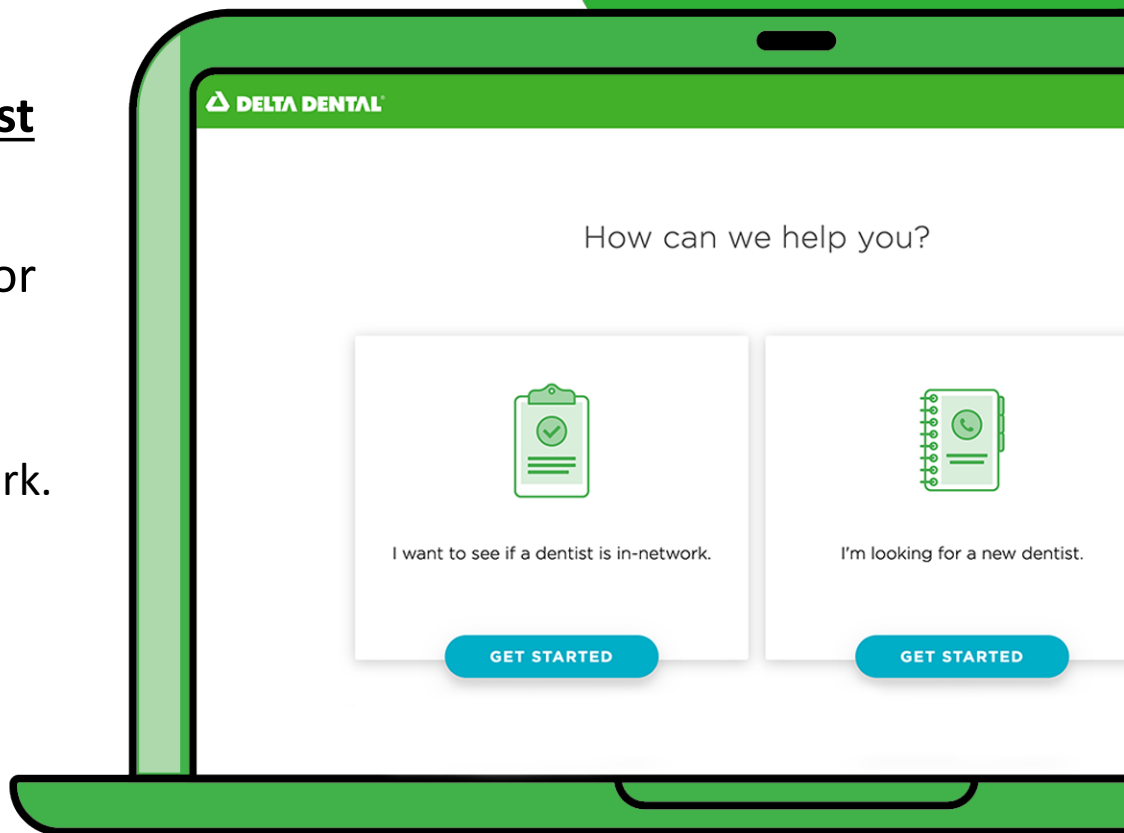 st
or
rk.
DELTA DENTAL®
How can we help you?
I want to see if a dentist is in-network.
I'm looking for a new dentist.
GET STARTED
GET STARTED